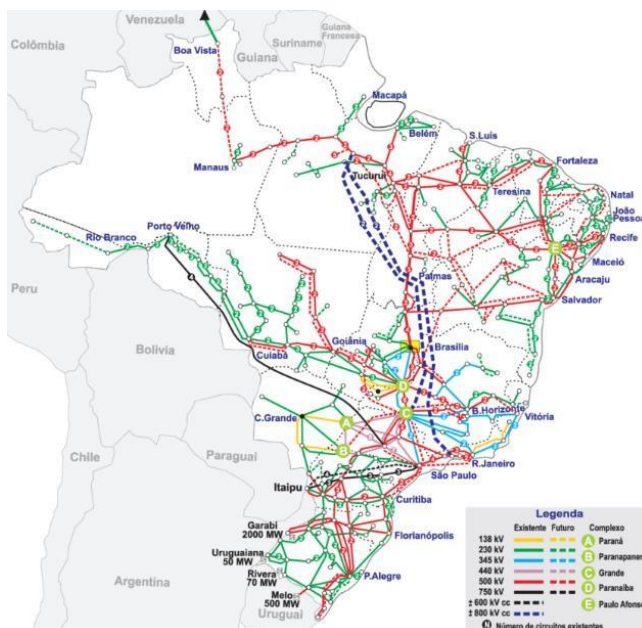 Venezuela
Colômbia
Guiana
Suriname
Guiana
Francesa
Boa Vista
Macapá
Manaus
Belém
S.Luis
Fortaleza
Tucuruí
Teresina
Natal
João
Pessoa
Recife
Maceió
Aracaju
Salvador
E
Porto Velho
Rio Branco
Palmas
Peru
Bolívia
Cuiabá
Goiânia
Brasília
D
C
B.Horizonte
Vitória
C.Grande
A
B
Chile
Paraguai
São Paulo
R.Janeiro
Itaipu
Curitiba
Garabi
2000 MW
Florianópolis
Uruguaiana
50 MW
Rivera
70 MW
P.Alegre
Melo
500 MW
Argentina
Uruguai
Legenda
Existente Futuro Complexo
138 kV A Paraná
230 kV B Paranapanema
345 kV C Grande
440 kV D Paranaíba
500 kV E Paulo Afonso
750 kV
±600 kV cc
±800 kV cc
N Número de circuitos existentes